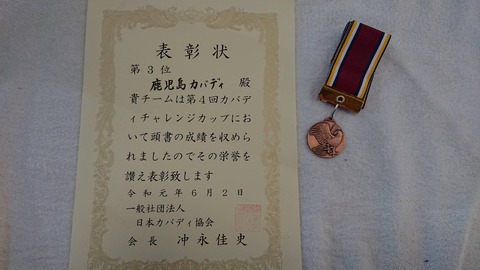 表彰状
第3位
鹿児島カバディ 殿
貴チームは第4回カバデ
ィチャレンジカップにお
いて頭書の成績を収めら
れましたのでその栄誉を
讃え表彰致します
令和元年6月2日
一般社団法人
日本カバディ協会
会長 冲永佳史